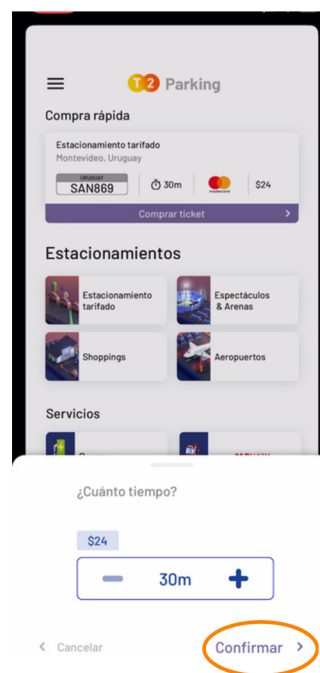 T2 Parking
Compra rápida
Estacionamiento tarifado
Montevideo, Uruguay
URUGUAY
SAN869
30m
$24
Comprar ticket
Estacionamientos
Estacionamiento
tarifado
Espectáculos
& Arenas
Shoppings
Aeropuertos
Servicios
¿Cuánto tiempo?
$24
30m
Cancelar
Confirmar